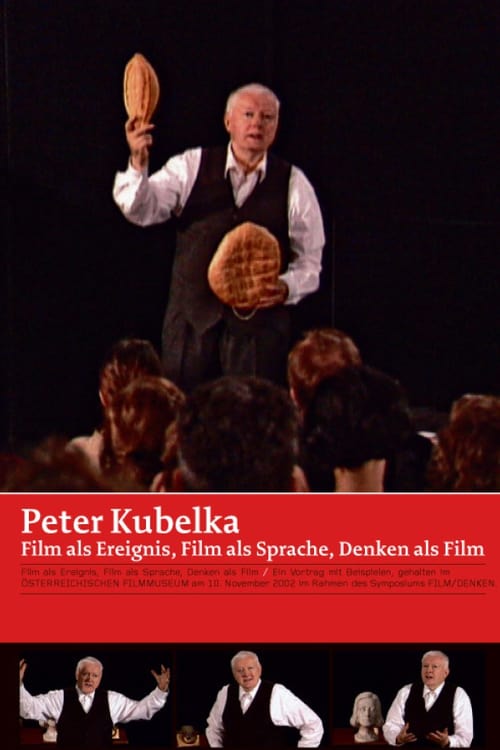 Peter Kubelka
Film als Ereignis, Film als Sprache, Denken als Film
Film als Ereignis, Film als Sprache, Denken als Film / Ein Vortrag mit Beispielen, gehalten im
ÖSTERREICHISCHEN FILMMUSEUM am 10. November 2002 im Rahmen des Symposiums FILM/DENKEN.